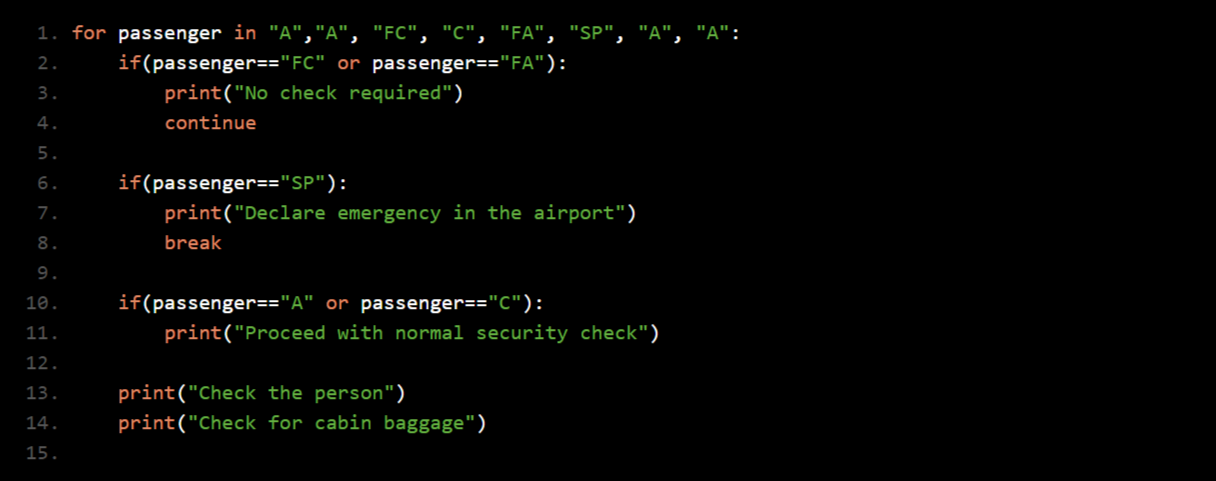 1. for passenger in "A","A", "FC", "C", "FA", "SP", "A", "A":
2.     if(passenger=="FC" or passenger=="FA"):
3.         print("No check required")
4.         continue
5.
6.     if(passenger=="SP"):
7.         print("Declare emergency in the airport")
8.         break
9.
10.     if(passenger=="A" or passenger=="C"):
11.         print("Proceed with normal security check")
12.
13.     print("Check the person")
14.     print("Check for cabin baggage")
15.